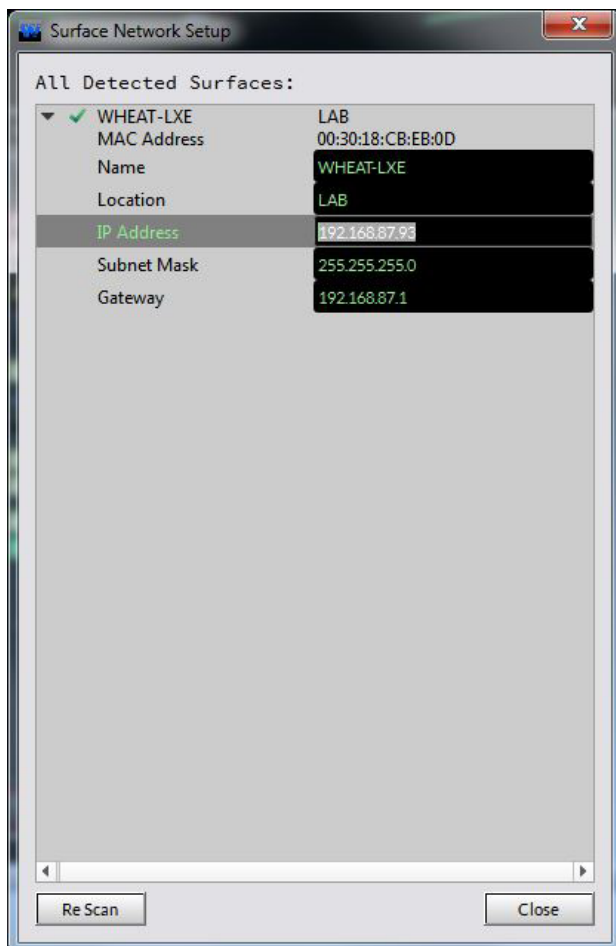 Surface Network Setup
All Detected Surfaces:
WHEAT-LXE LAB
MAC Address 00:30:18:CB:EB:0D
Name WHEAT-LXE
Location LAB
IP Address 192.168.87.93
Subnet Mask 255.255.255.0
Gateway 192.168.87.1
Re Scan Close